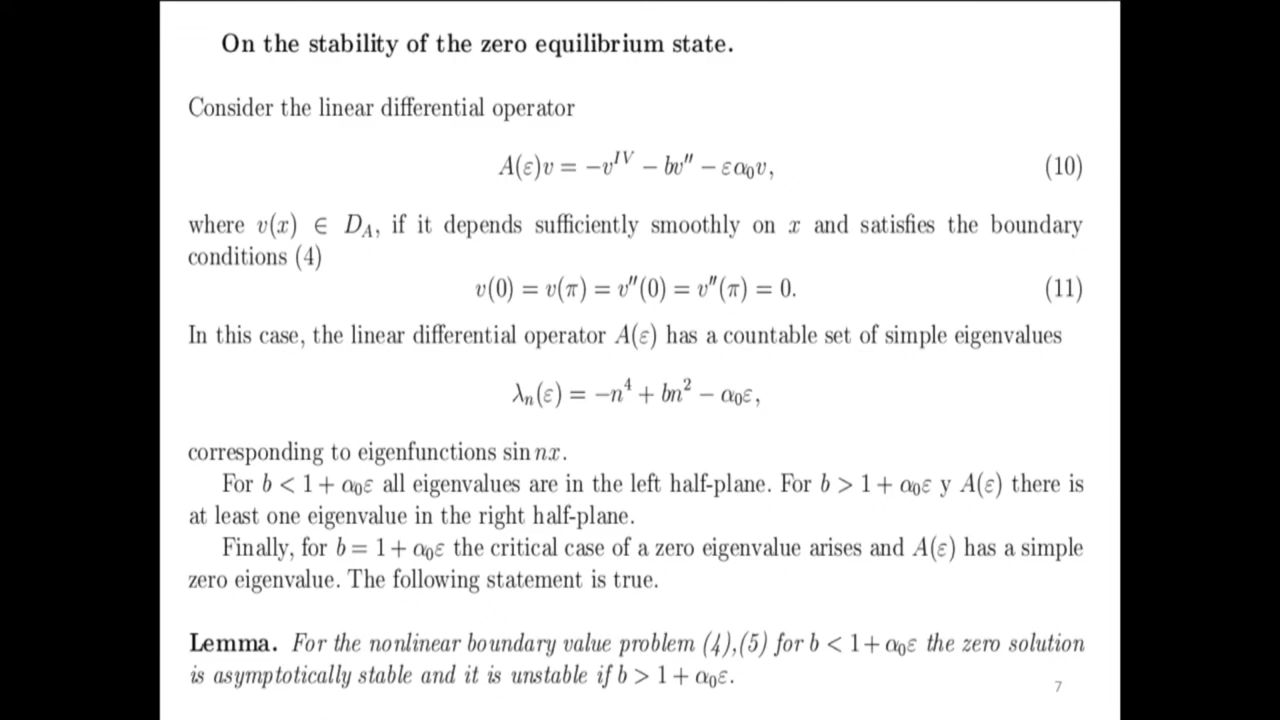 On the stability of the zero equilibrium state.
Consider the linear differential operator
A(ε)v = −v^{IV} − bv″ − εα₀v, (10)
where v(x) ∈ D_A, if it depends sufficiently smoothly on x and satisfies the boundary
conditions (4)
v(0) = v(π) = v″(0) = v″(π) = 0. (11)
In this case, the linear differential operator A(ε) has a countable set of simple eigenvalues
λₙ(ε) = −n⁴ + bn² − α₀ε,
corresponding to eigenfunctions sin nx.
For b < 1 + α₀ε all eigenvalues are in the left half-plane. For b > 1 + α₀ε y A(ε) there is
at least one eigenvalue in the right half-plane.
Finally, for b = 1 + α₀ε the critical case of a zero eigenvalue arises and A(ε) has a simple
zero eigenvalue. The following statement is true.
Lemma. For the nonlinear boundary value problem (4),(5) for b < 1 + α₀ε the zero solution
is asymptotically stable and it is unstable if b > 1 + α₀ε.
7